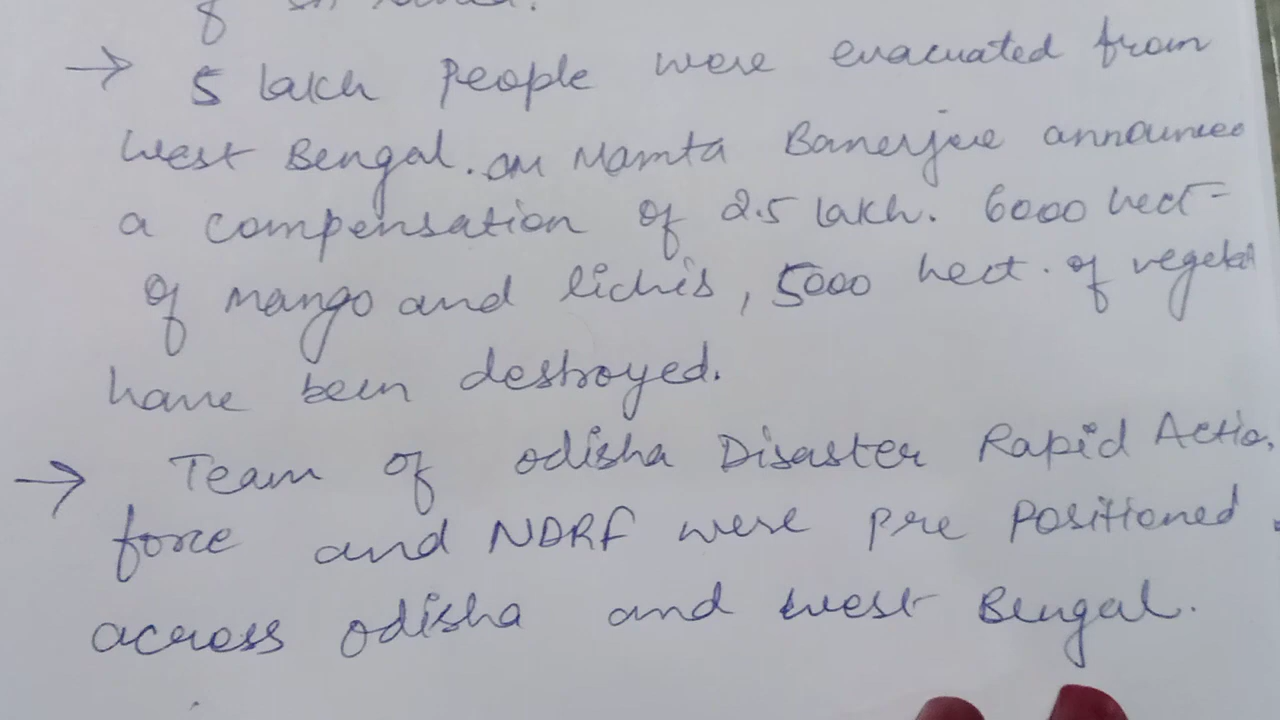 → 5 lakh People were evacuated from
West Bengal. CM Mamta Banerjee announced
a compensation of 2.5 lakh. 6000 hect-
of mango and lichis, 5000 hect. of
have been destroyed.
→ Team of odisha Disaster Rapid Actio
force and NDRF were pre positioned
across odisha and west Bengal.